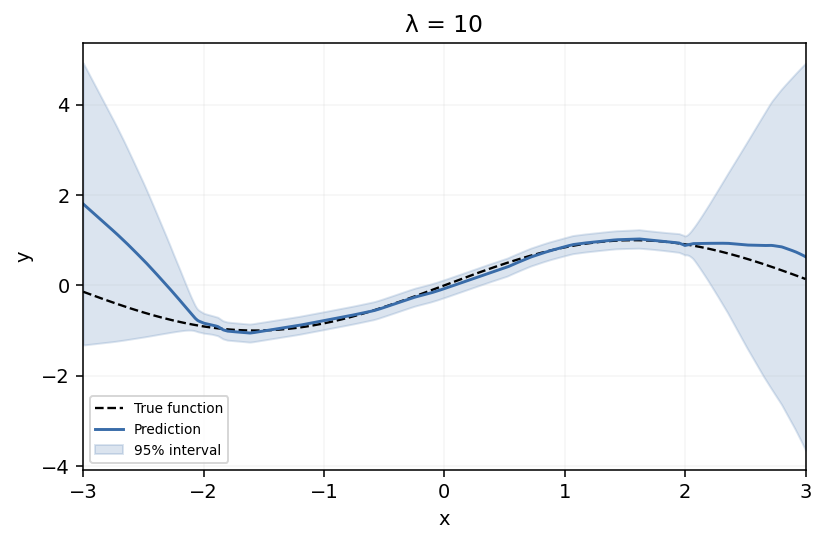 λ = 10
y
4
2
0
−2
−4
True function
Prediction
95% interval
−3 −2 −1 0 1 2 3
x